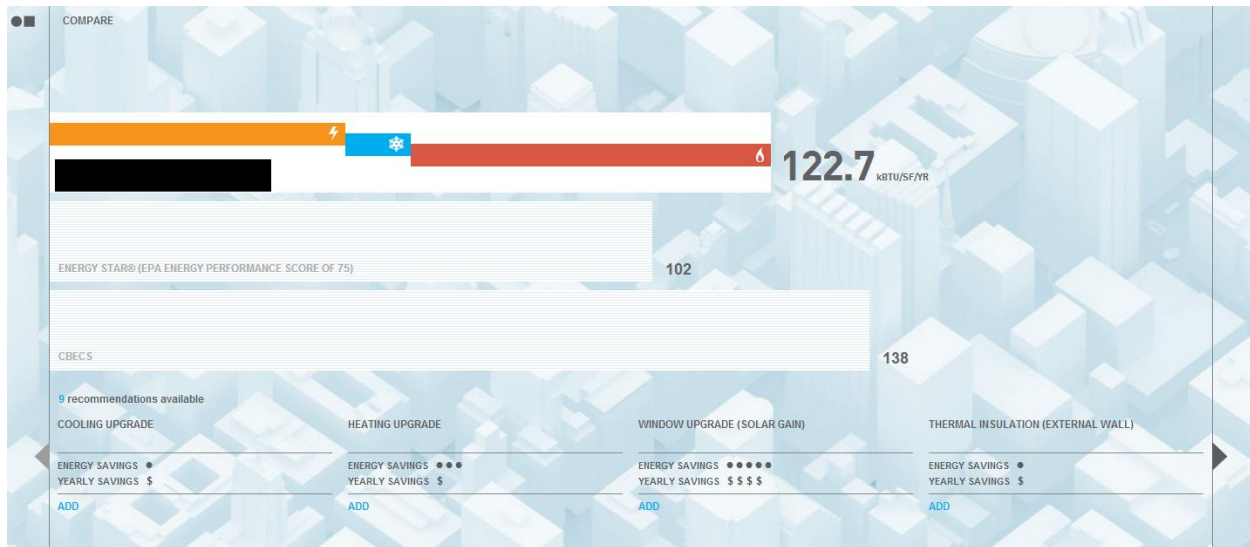 COMPARE
122.7 kBTU/SF/YR
ENERGY STAR® (EPA ENERGY PERFORMANCE SCORE OF 75)
102
CBECS
138
9 recommendations available
COOLING UPGRADE
ENERGY SAVINGS ●
YEARLY SAVINGS $
ADD
HEATING UPGRADE
ENERGY SAVINGS ●●●
YEARLY SAVINGS $
ADD
WINDOW UPGRADE (SOLAR GAIN)
ENERGY SAVINGS ●●●●●
YEARLY SAVINGS $ $ $ $
ADD
THERMAL INSULATION (EXTERNAL WALL)
ENERGY SAVINGS ●
YEARLY SAVINGS $
ADD